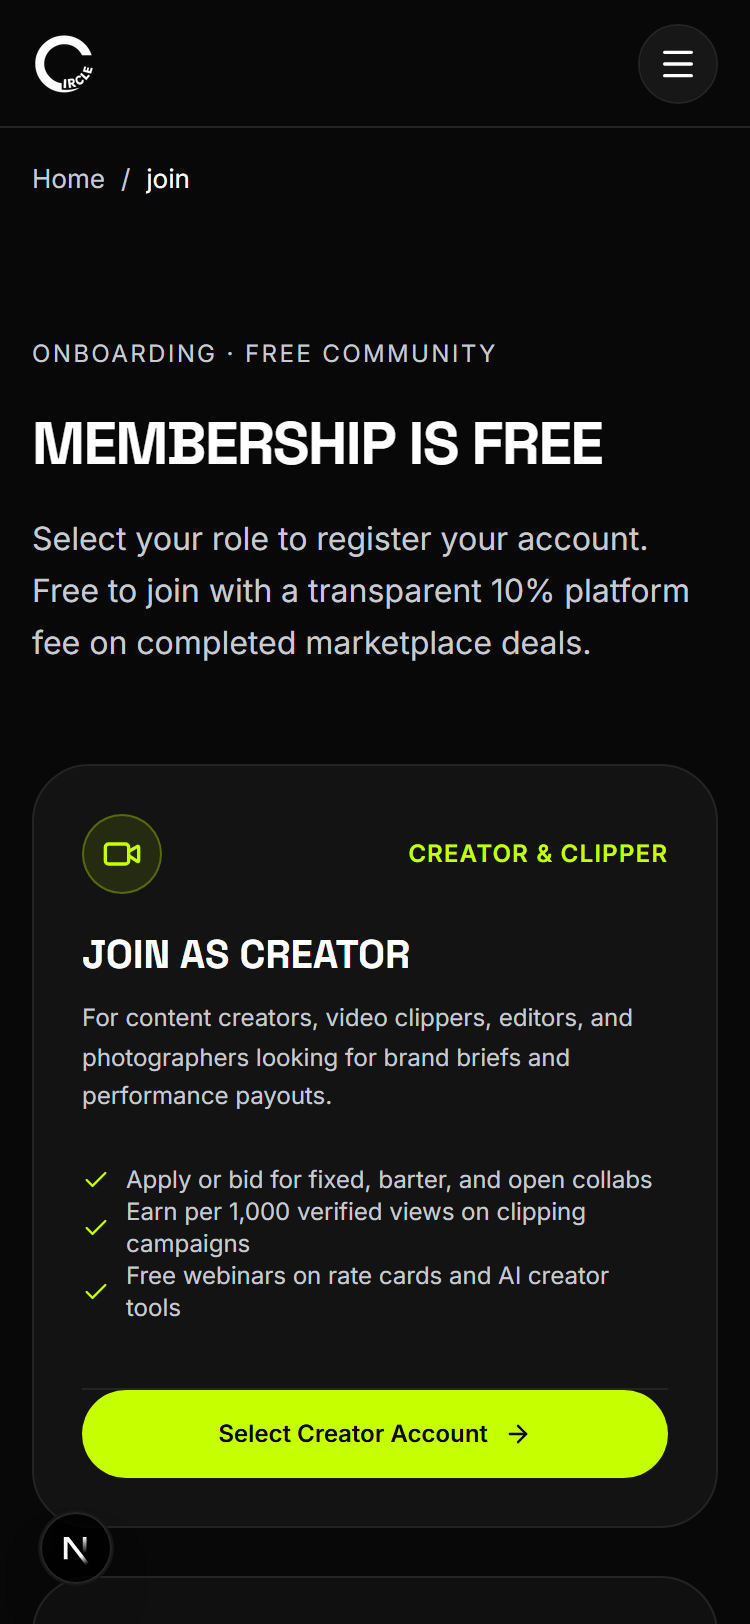 CIRCLE
Home / join
ONBOARDING · FREE COMMUNITY
MEMBERSHIP IS FREE
Select your role to register your account.
Free to join with a transparent 10% platform
fee on completed marketplace deals.
CREATOR & CLIPPER
JOIN AS CREATOR
For content creators, video clippers, editors, and
photographers looking for brand briefs and
performance payouts.
Apply or bid for fixed, barter, and open collabs
Earn per 1,000 verified views on clipping
campaigns
Free webinars on rate cards and AI creator
tools
Select Creator Account →
N